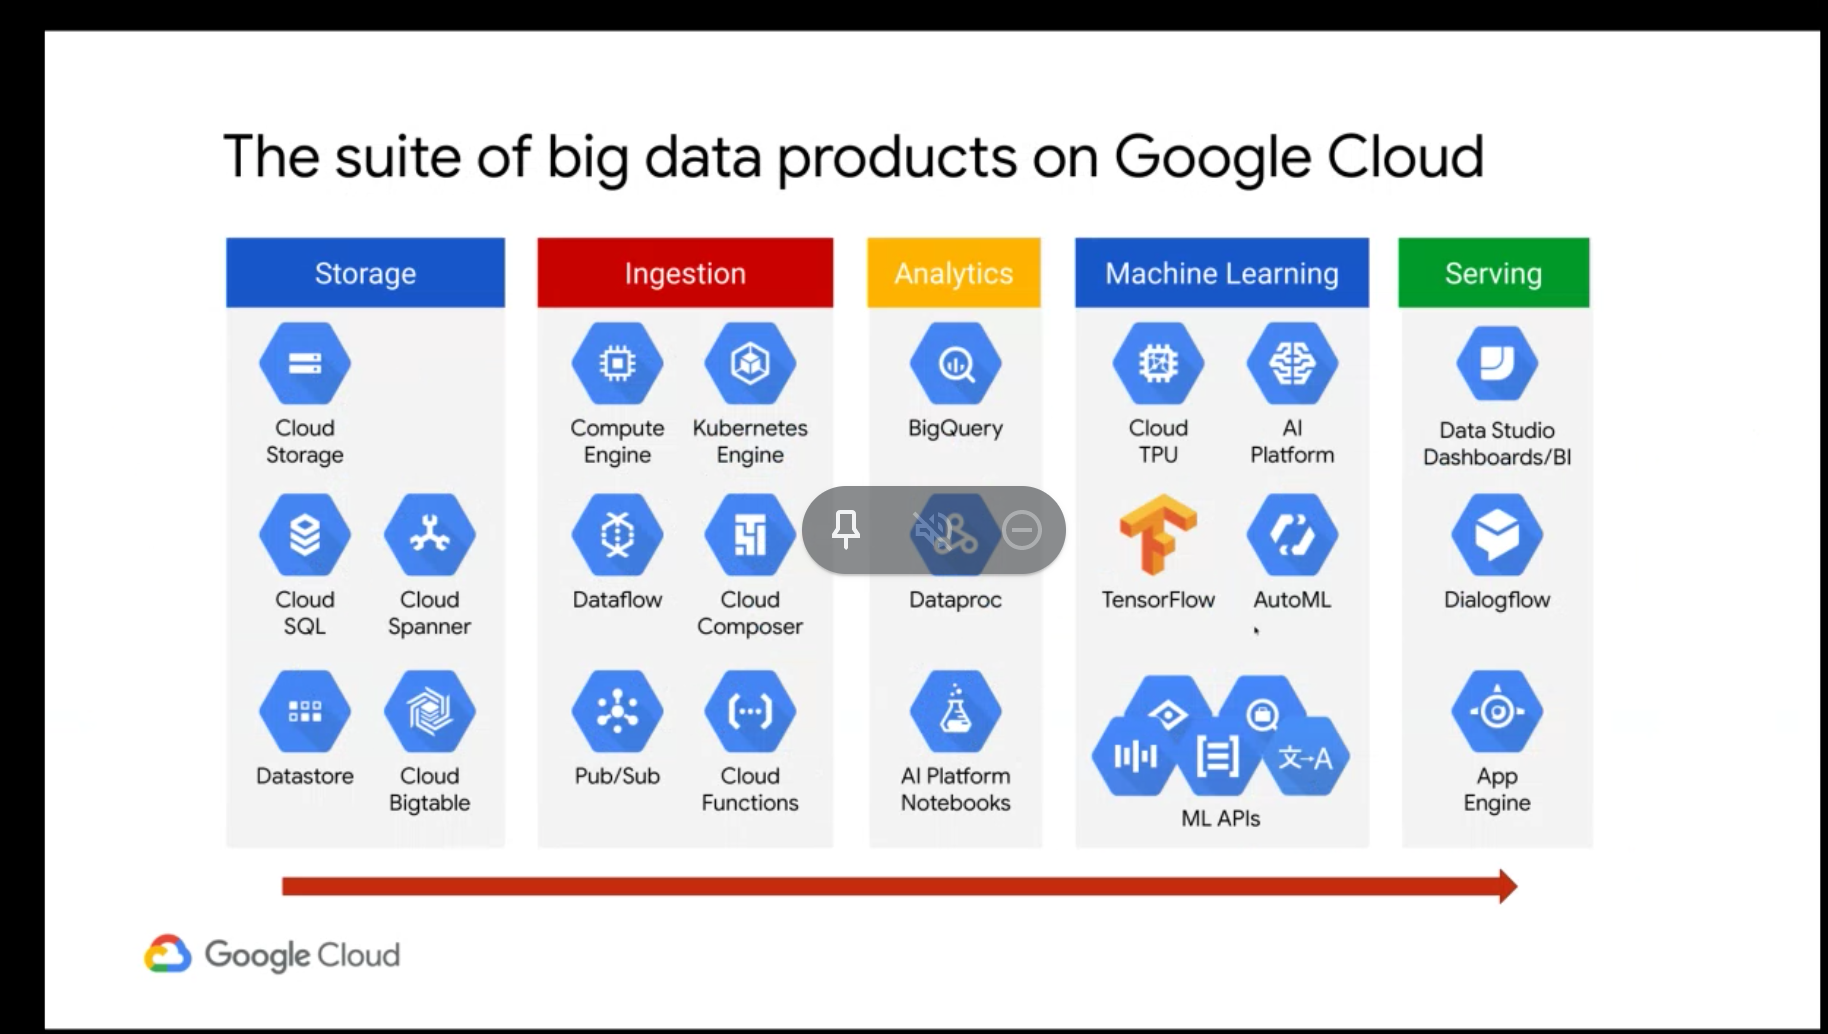 The suite of big data products on Google Cloud
Storage
Cloud
Storage
Cloud
SQL
Cloud
Spanner
Datastore
Cloud
Bigtable
Ingestion
Compute
Engine
Kubernetes
Engine
Dataflow
Cloud
Composer
Pub/Sub
Cloud
Functions
Analytics
BigQuery
Dataproc
AI Platform
Notebooks
Machine Learning
Cloud
TPU
AI
Platform
TensorFlow
AutoML
文→A
ML APIs
Serving
Data Studio
Dashboards/BI
Dialogflow
App
Engine
Google Cloud